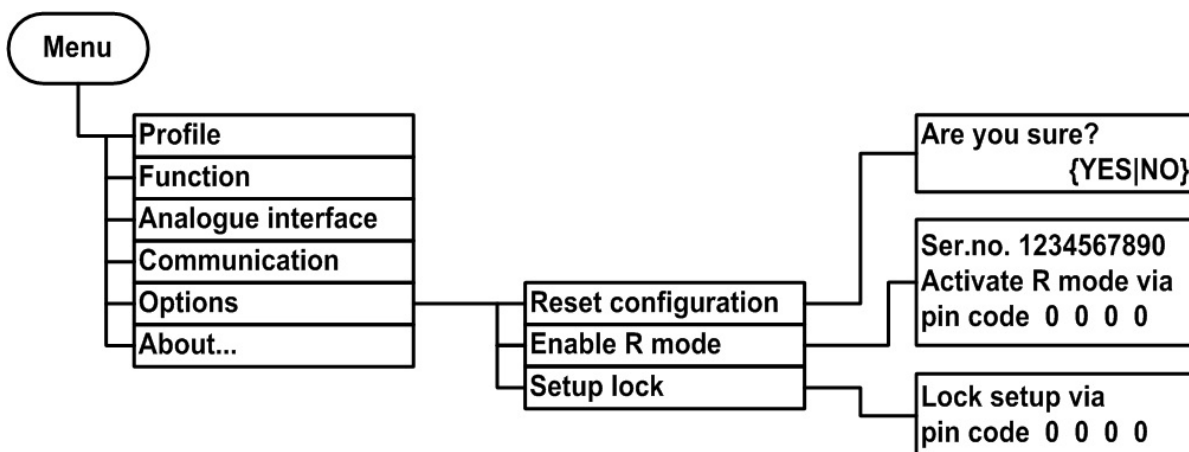 Menu
Profile
Function
Analogue interface
Communication
Options
About...
Reset configuration
Enable R mode
Setup lock
Are you sure?
{YES|NO}
Ser.no. 1234567890
Activate R mode via
pin code 0 0 0 0
Lock setup via
pin code 0 0 0 0